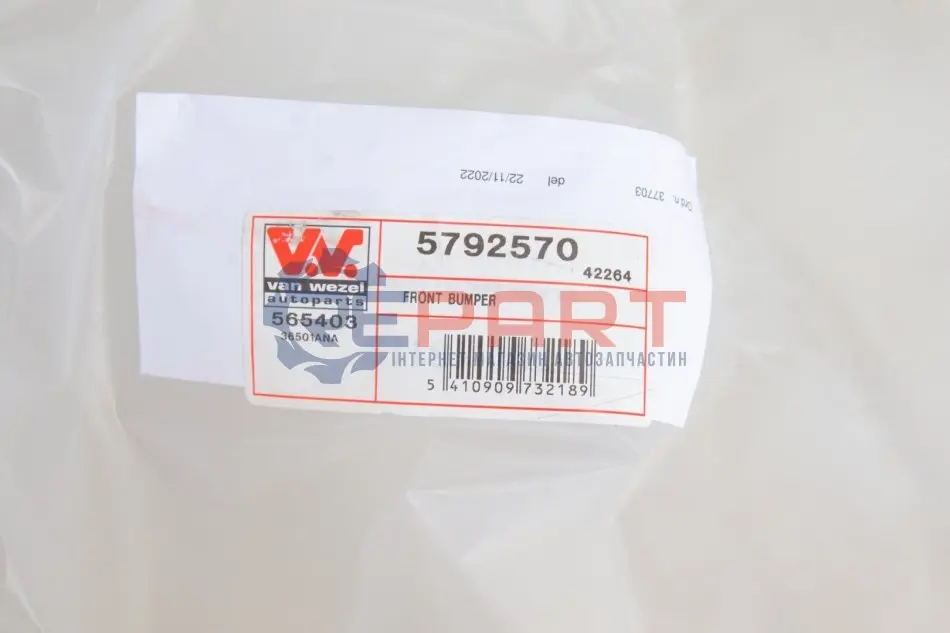 Ord n. 37703 del 22/11/2022
V.W.
van wezel
autoparts
565403
36501ANA
5792570
42264
FRONT BUMPER
5 410909 732189
EPART
ІНТЕРНЕТ-МАГАЗИН АВТОЗАПЧАСТИН